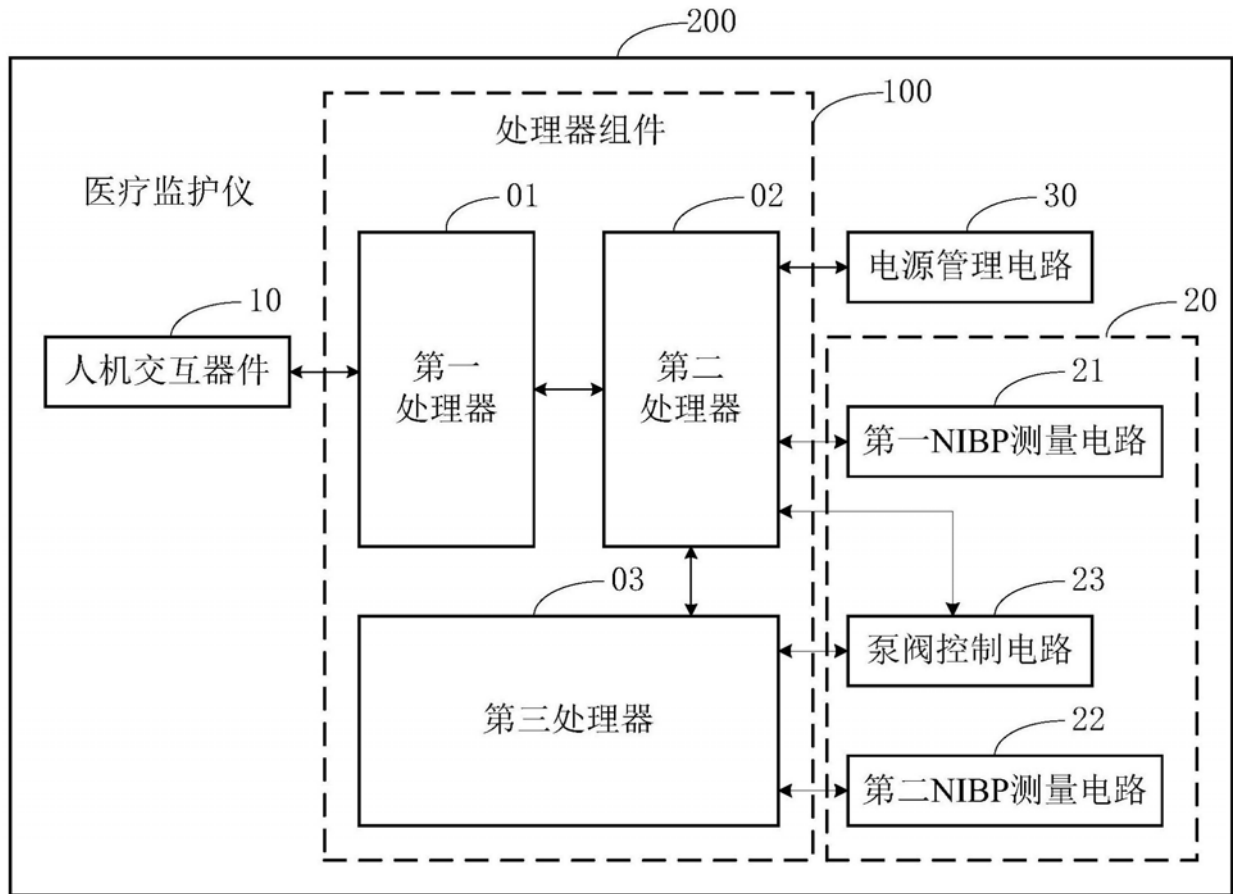 200
100
处理器组件
医疗监护仪
01
02
30
电源管理电路
10
20
人机交互器件
第一
处理器
第二
处理器
21
第一NIBP测量电路
03
23
泵阀控制电路
第三处理器
22
第二NIBP测量电路